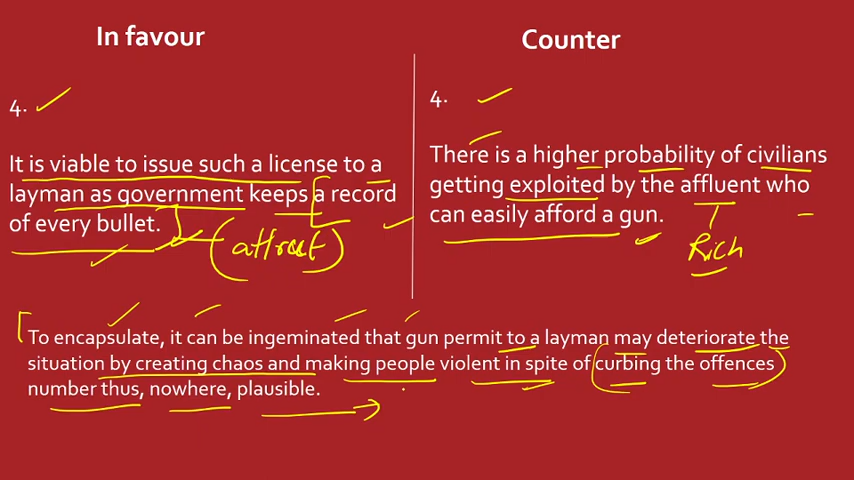 In favour
4.
It is viable to issue such a license to a
layman as government keeps a record
of every bullet.
Counter
4.
There is a higher probability of civilians
getting exploited by the affluent who
can easily afford a gun.
Rich
To encapsulate, it can be ingeminated that gun permit to a layman may deteriorate the
situation by creating chaos and making people violent in spite of curbing the offences
number thus, nowhere, plausible.